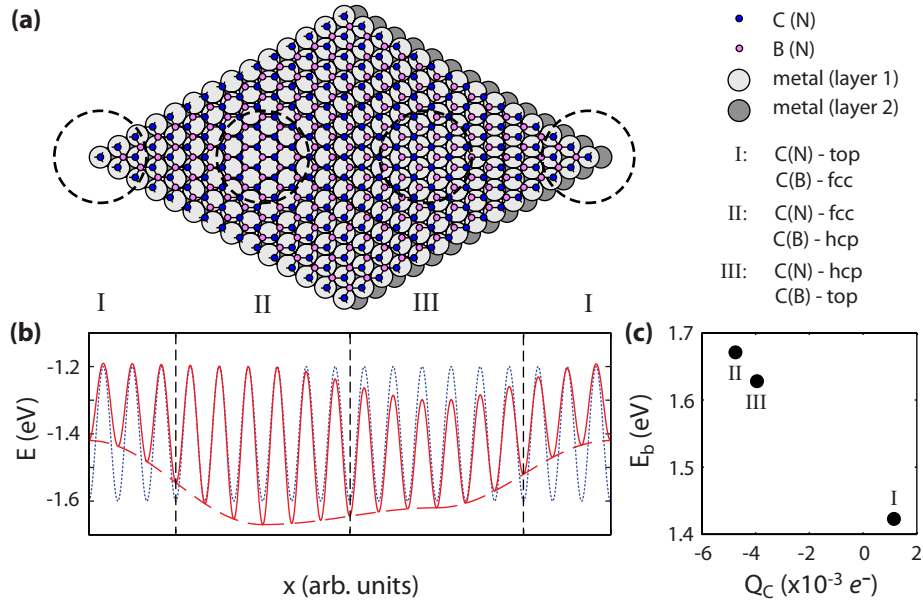 (a)
C (N)
B (N)
metal (layer 1)
metal (layer 2)
I: C(N) - top
C(B) - fcc
II: C(N) - fcc
C(B) - hcp
III: C(N) - hcp
C(B) - top
I II III I
(b)
-1.2
-1.4
-1.6
E (eV)
x (arb. units)
(c)
1.7
1.6
1.5
1.4
E_b (eV)
II
III
I
-6 -4 -2 0 2
Q_C (x10⁻³ e⁻)